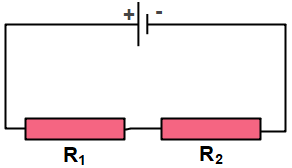 + -
R₁ R₂